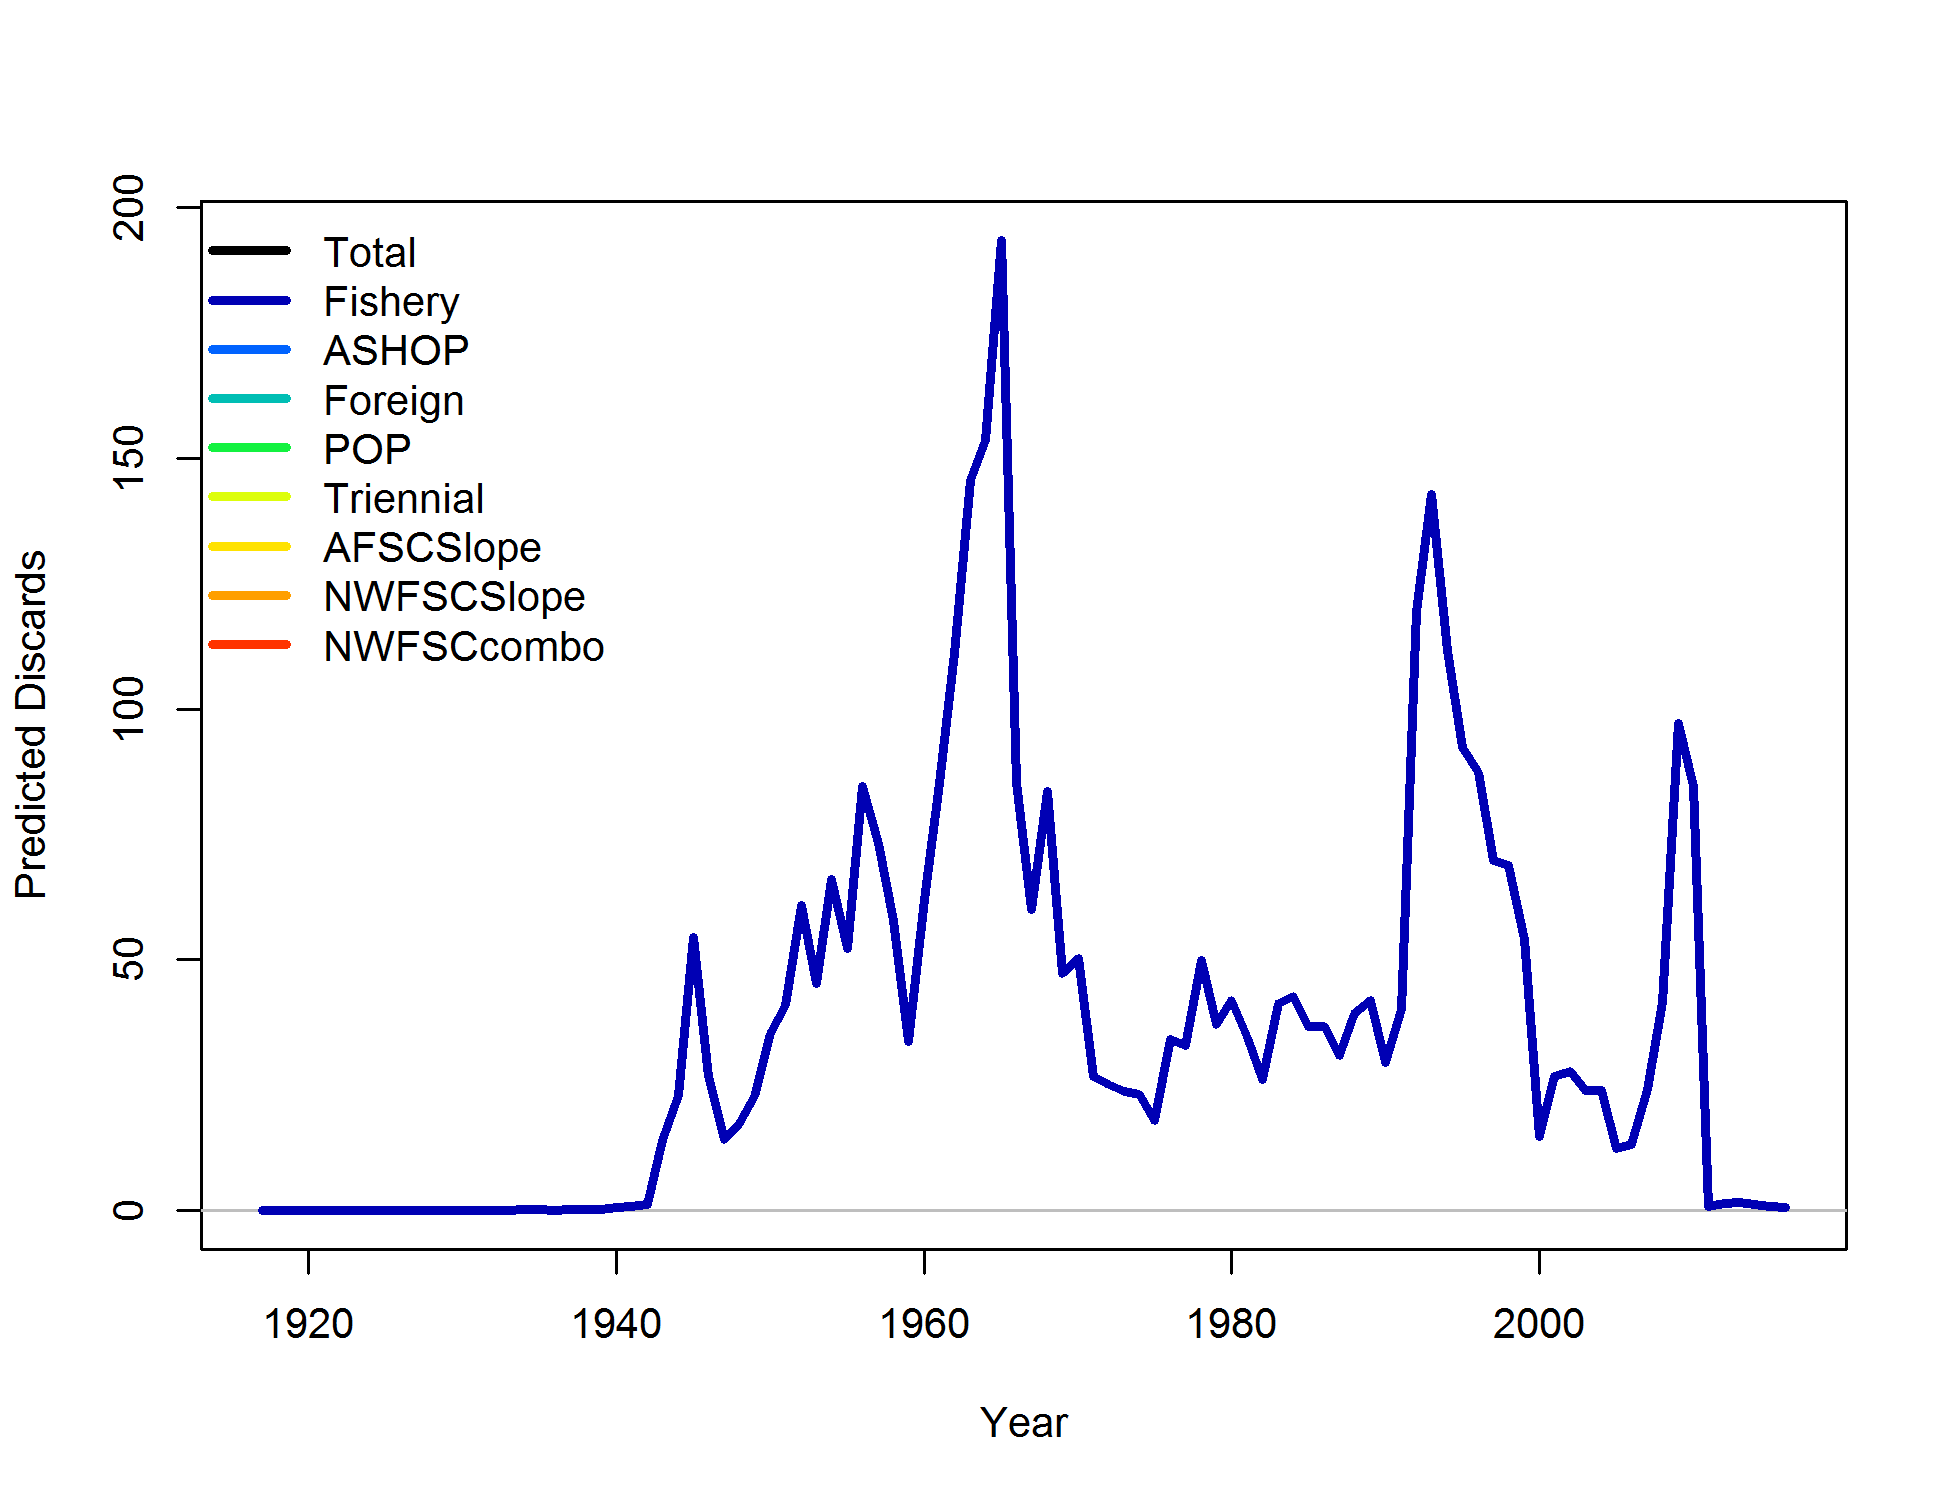 200
150
100
50
0
Predicted Discards
Total
Fishery
ASHOP
Foreign
POP
Triennial
AFSCSlope
NWFSCSlope
NWFSCcombo
1920 1940 1960 1980 2000
Year